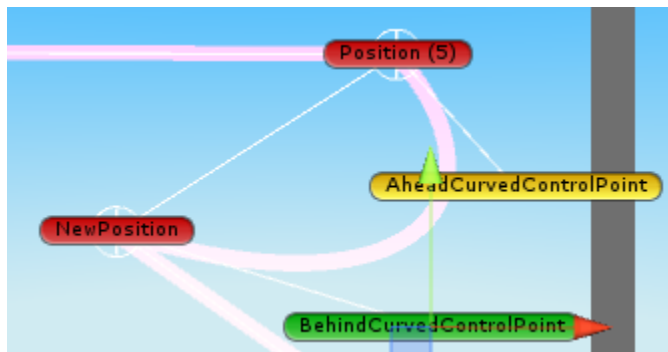 Position (5)
AheadCurvedControlPoint
NewPosition
BehindCurvedControlPoint